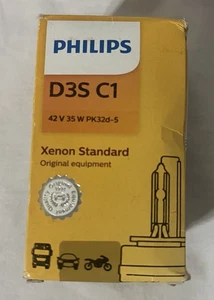 PHILIPS
D3S C1
42 V 35 W PK32d-5
Xenon Standard
Original equipment